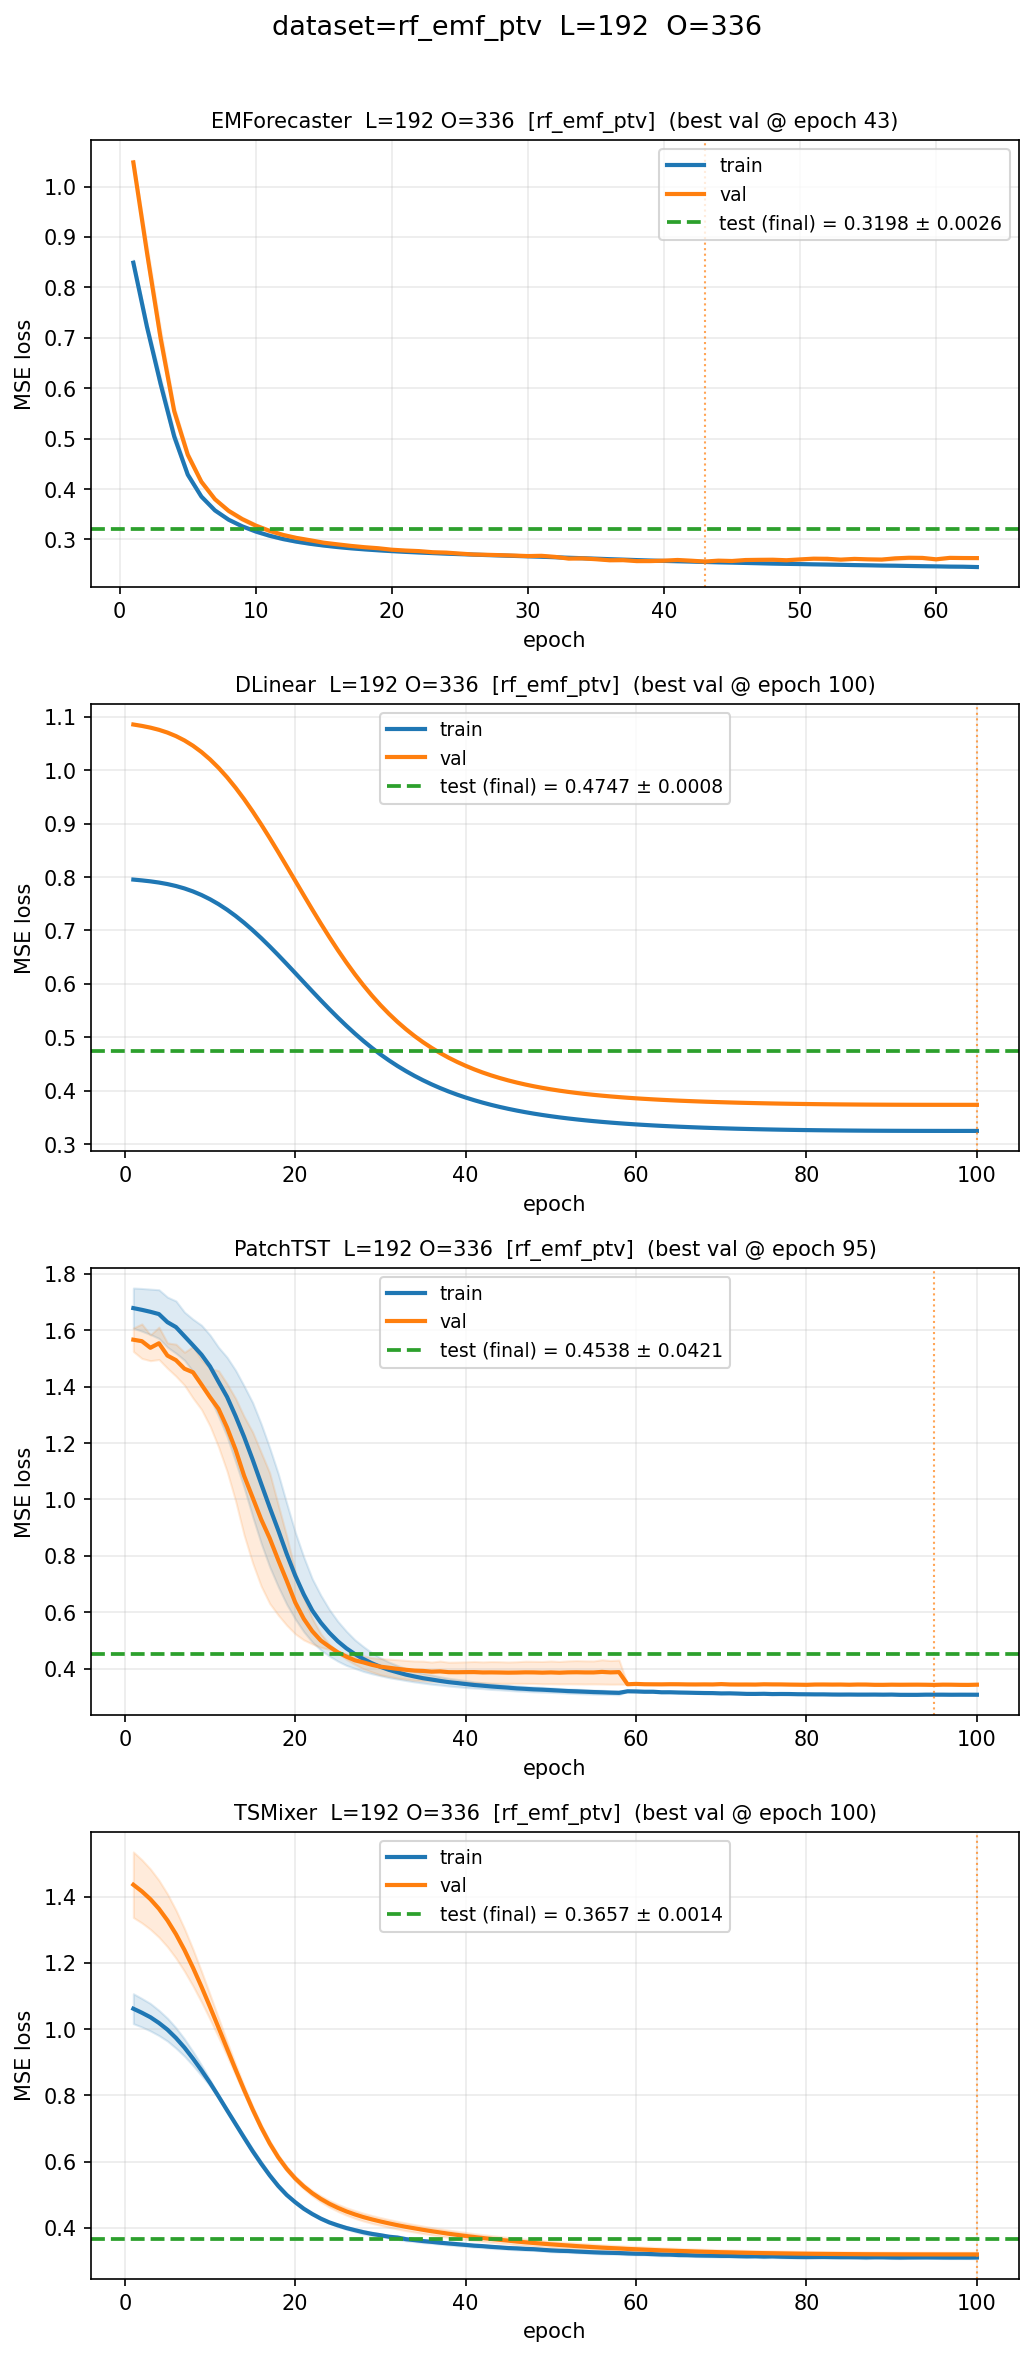 dataset=rf_emf_ptv  L=192  O=336
EMForecaster  L=192 O=336  [rf_emf_ptv]  (best val @ epoch 43)
train
val
test (final) = 0.3198 ± 0.0026
MSE loss
1.0
0.9
0.8
0.7
0.6
0.5
0.4
0.3
0 10 20 30 40 50 60
epoch
DLinear  L=192 O=336  [rf_emf_ptv]  (best val @ epoch 100)
train
val
test (final) = 0.4747 ± 0.0008
MSE loss
1.1
1.0
0.9
0.8
0.7
0.6
0.5
0.4
0.3
0 20 40 60 80 100
epoch
PatchTST  L=192 O=336  [rf_emf_ptv]  (best val @ epoch 95)
train
val
test (final) = 0.4538 ± 0.0421
MSE loss
1.8
1.6
1.4
1.2
1.0
0.8
0.6
0.4
0 20 40 60 80 100
epoch
TSMixer  L=192 O=336  [rf_emf_ptv]  (best val @ epoch 100)
train
val
test (final) = 0.3657 ± 0.0014
MSE loss
1.4
1.2
1.0
0.8
0.6
0.4
0 20 40 60 80 100
epoch